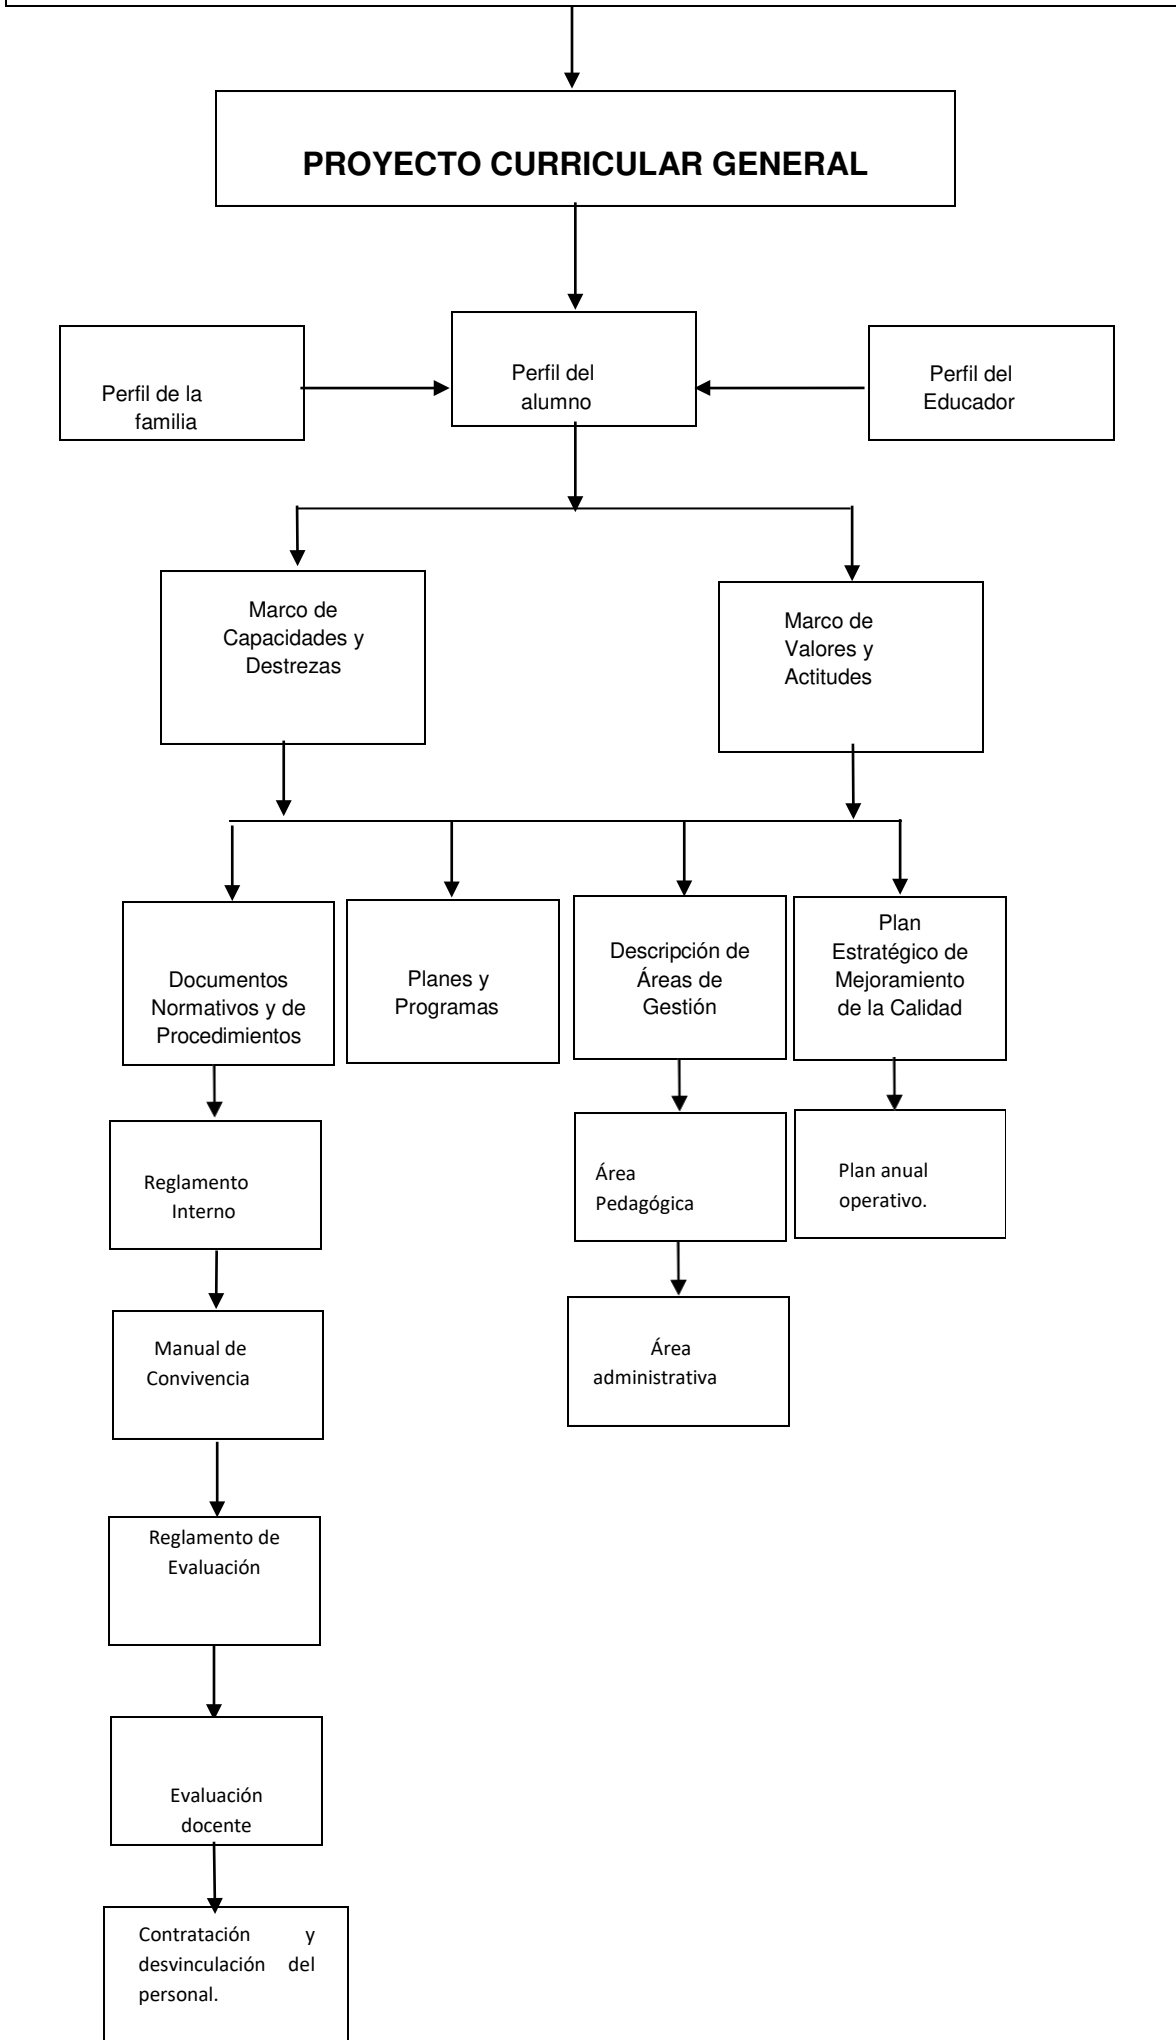 PROYECTO CURRICULAR GENERAL
Perfil de la
familia
Perfil del
alumno
Perfil del
Educador
Marco de
Capacidades y
Destrezas
Marco de
Valores y
Actitudes
Documentos
Normativos y de
Procedimientos
Planes y
Programas
Descripción de
Áreas de
Gestión
Plan
Estratégico de
Mejoramiento
de la Calidad
Reglamento
Interno
Área
Pedagógica
Plan anual
operativo.
Manual de
Convivencia
Área
administrativa
Reglamento de
Evaluación
Evaluación
docente
Contratación y
desvinculación del
personal.